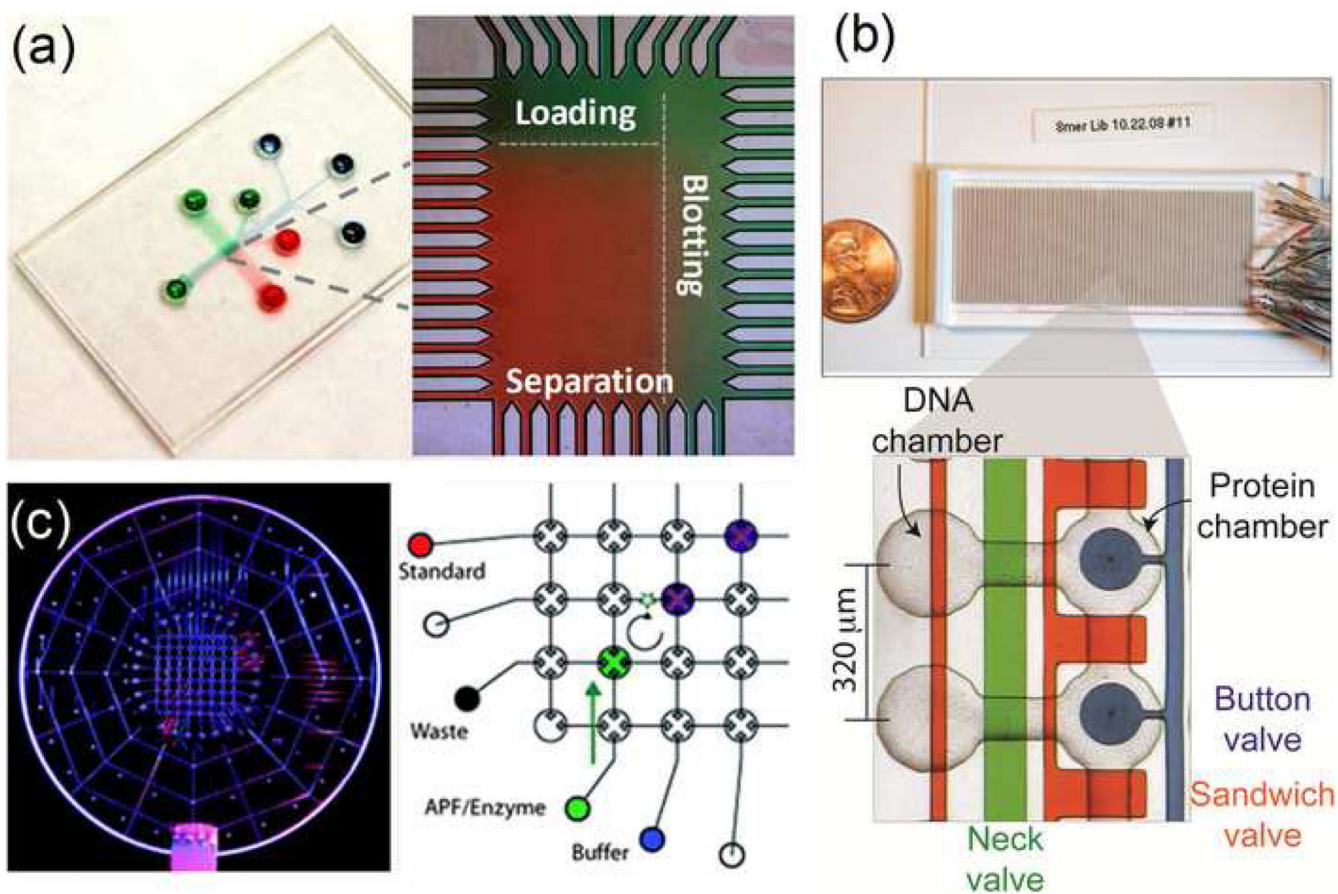 (a)
Loading
Blotting
Separation
(b)
8mer Lib 10.22.08 #11
DNA
chamber
Protein
chamber
320 µm
Button
valve
Sandwich
valve
Neck
valve
(c)
Standard
Waste
APF/Enzyme
Buffer